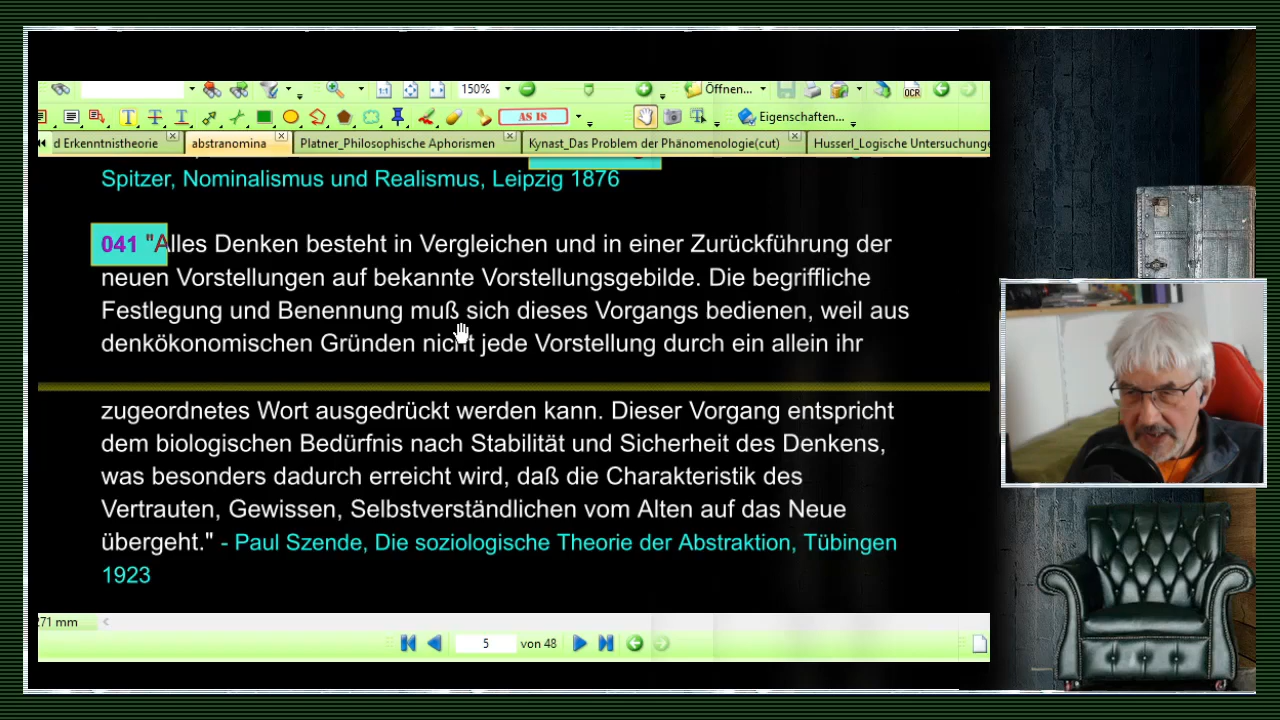 150%
Öffnen...
OCR
AS IS
Eigenschaften...
d Erkenntnistheorie
abstranomina
Platner_Philosophische Aphorismen
Kynast_Das Problem der Phänomenologie(cut)
Husserl_Logische Untersuchunge
Spitzer, Nominalismus und Realismus, Leipzig 1876
041 "Alles Denken besteht in Vergleichen und in einer Zurückführung der
neuen Vorstellungen auf bekannte Vorstellungsgebilde. Die begriffliche
Festlegung und Benennung muß sich dieses Vorgangs bedienen, weil aus
denkökonomischen Gründen nicht jede Vorstellung durch ein allein ihr
zugeordnetes Wort ausgedrückt werden kann. Dieser Vorgang entspricht
dem biologischen Bedürfnis nach Stabilität und Sicherheit des Denkens,
was besonders dadurch erreicht wird, daß die Charakteristik des
Vertrauten, Gewissen, Selbstverständlichen vom Alten auf das Neue
übergeht." - Paul Szende, Die soziologische Theorie der Abstraktion, Tübingen
1923
271 mm
5 von 48